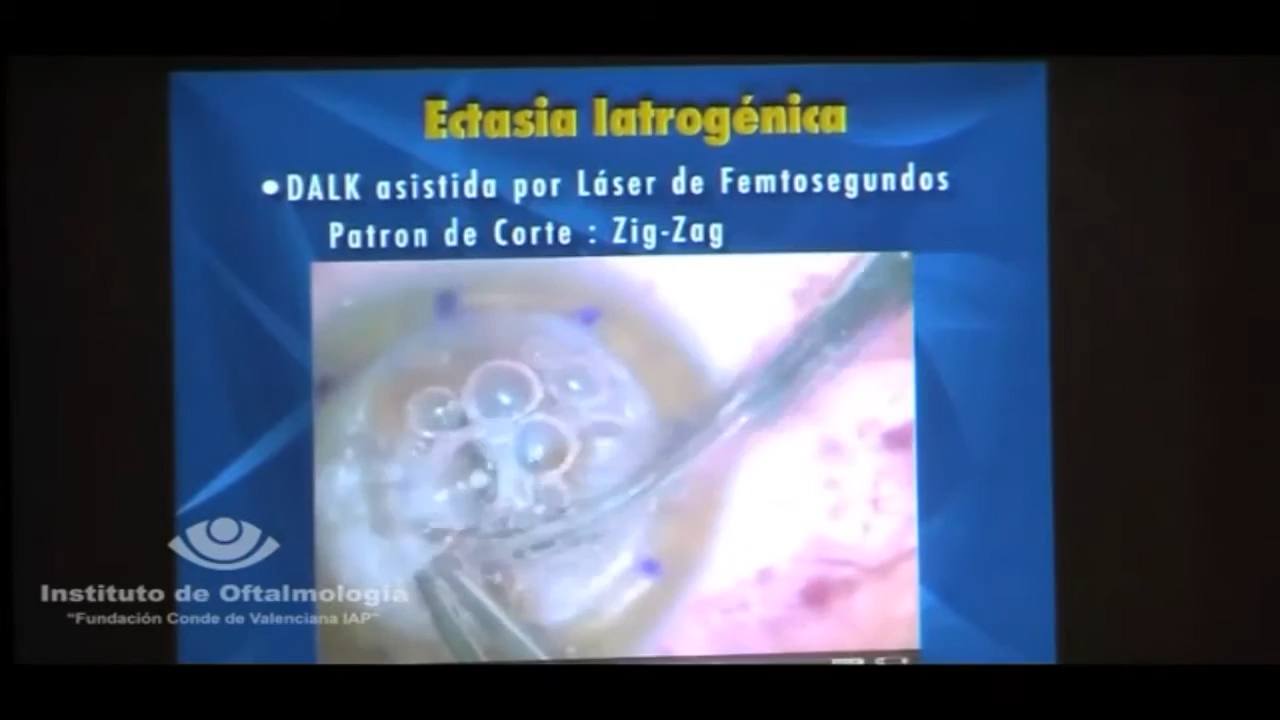 Ectasia Iatrogénica
•DALK asistida por Láser de Femtosegundos
Patron de Corte : Zig-Zag
Instituto de Oftalmología
"Fundación Conde de Valenciana IAP"